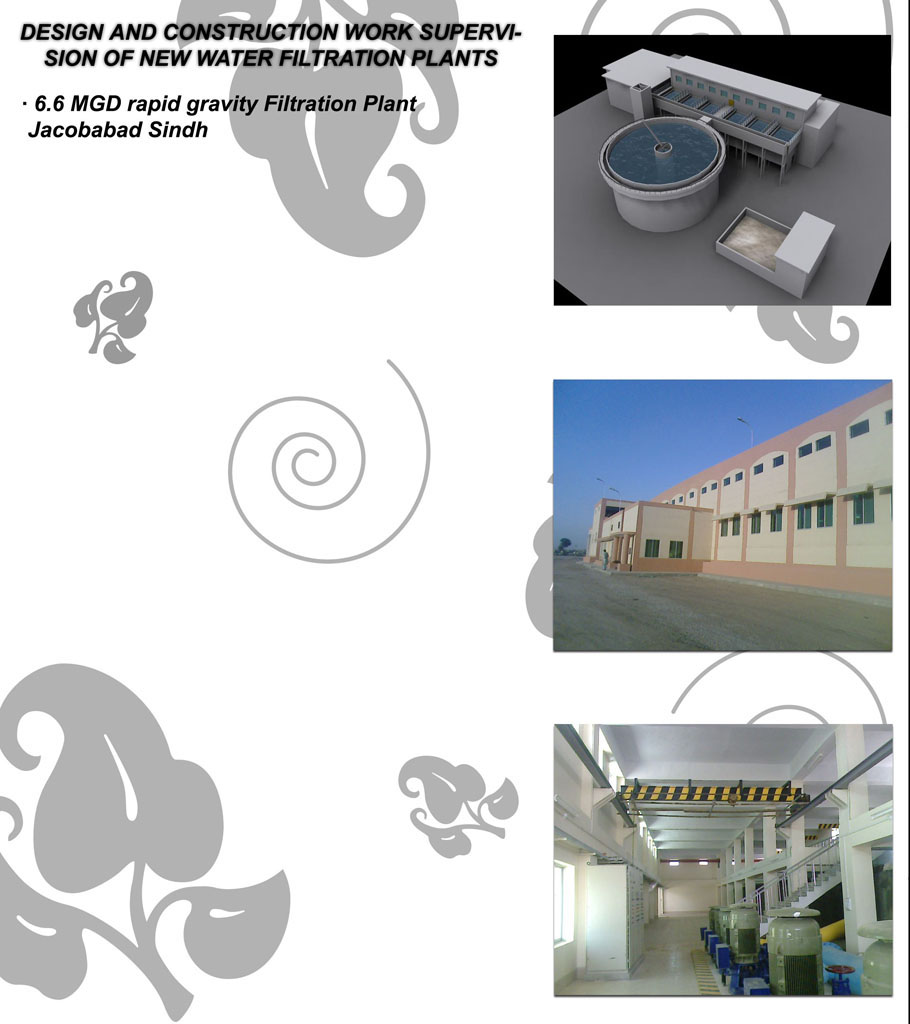 DESIGN AND CONSTRUCTION WORK SUPERVI-
SION OF NEW WATER FILTRATION PLANTS
· 6.6 MGD rapid gravity Filtration Plant
Jacobabad Sindh